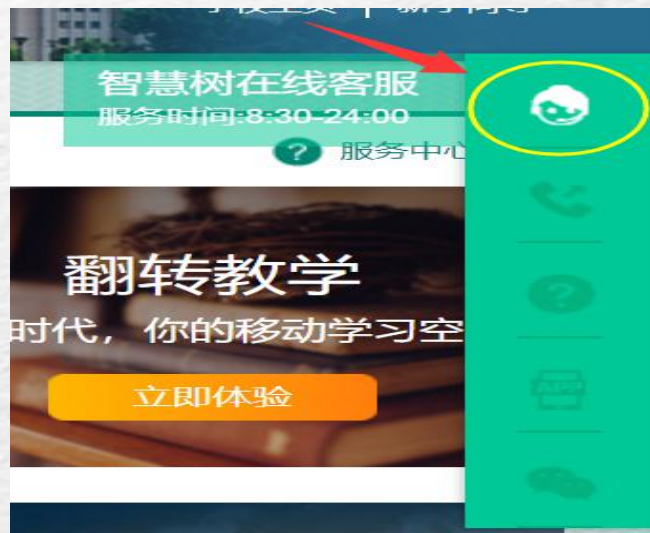 智慧树在线客服
服务时间:8:30-24:00
服务中心
翻转教学
时代，你的移动学习空
立即体验
APP